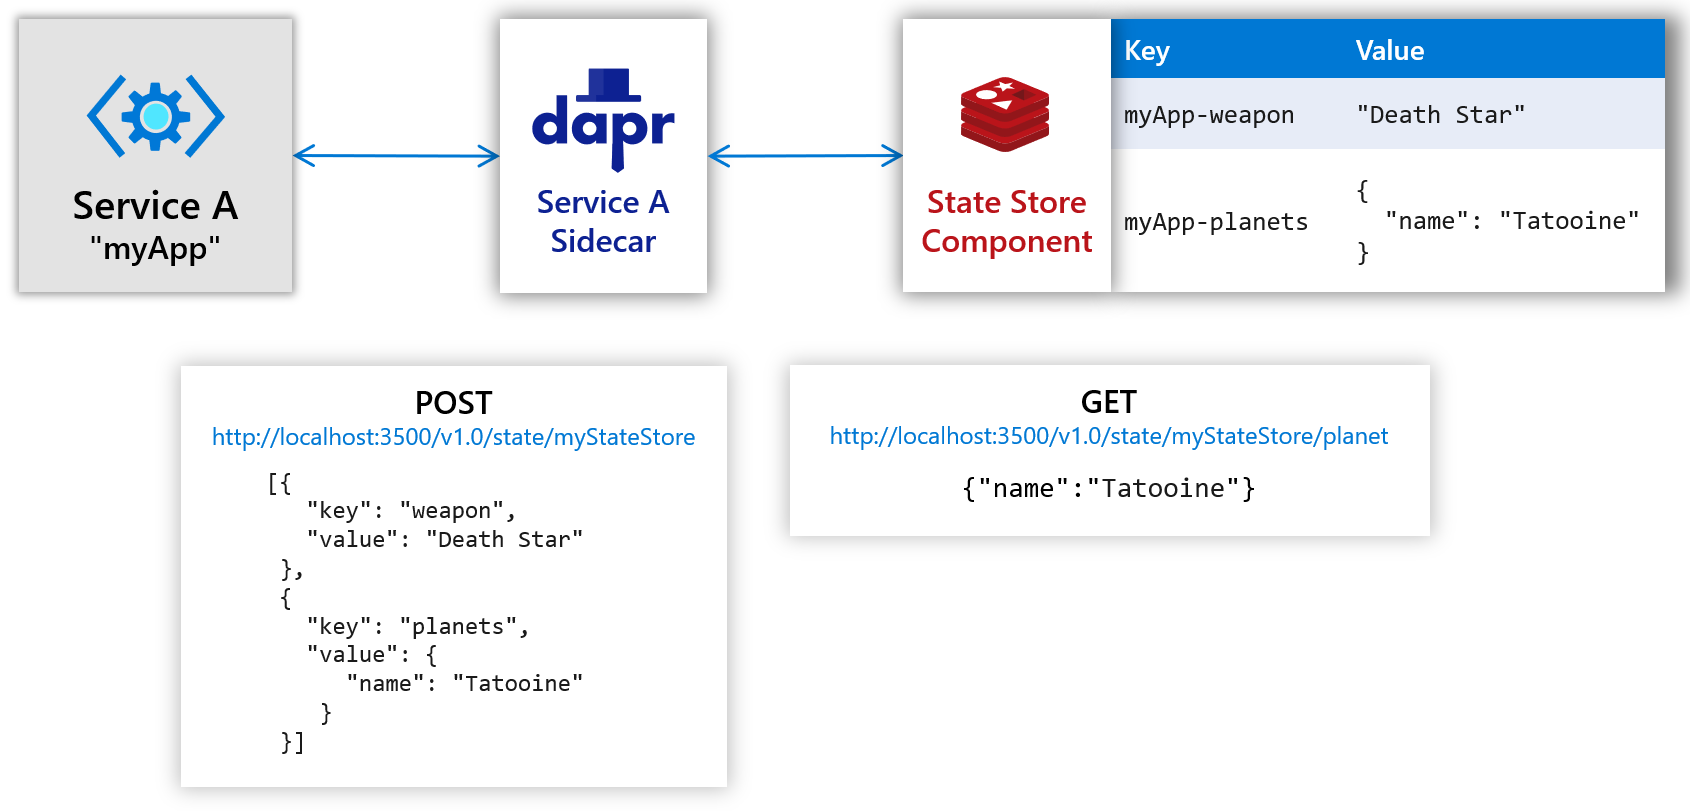 Service A
"myApp"
dapr
Service A
Sidecar
State Store
Component
Key Value
myApp-weapon "Death Star"
{
myApp-planets "name": "Tatooine"
}
POST
http://localhost:3500/v1.0/state/myStateStore
[{
"key": "weapon",
"value": "Death Star"
},
{
"key": "planets",
"value": {
"name": "Tatooine"
}
}]
GET
http://localhost:3500/v1.0/state/myStateStore/planet
{"name":"Tatooine"}